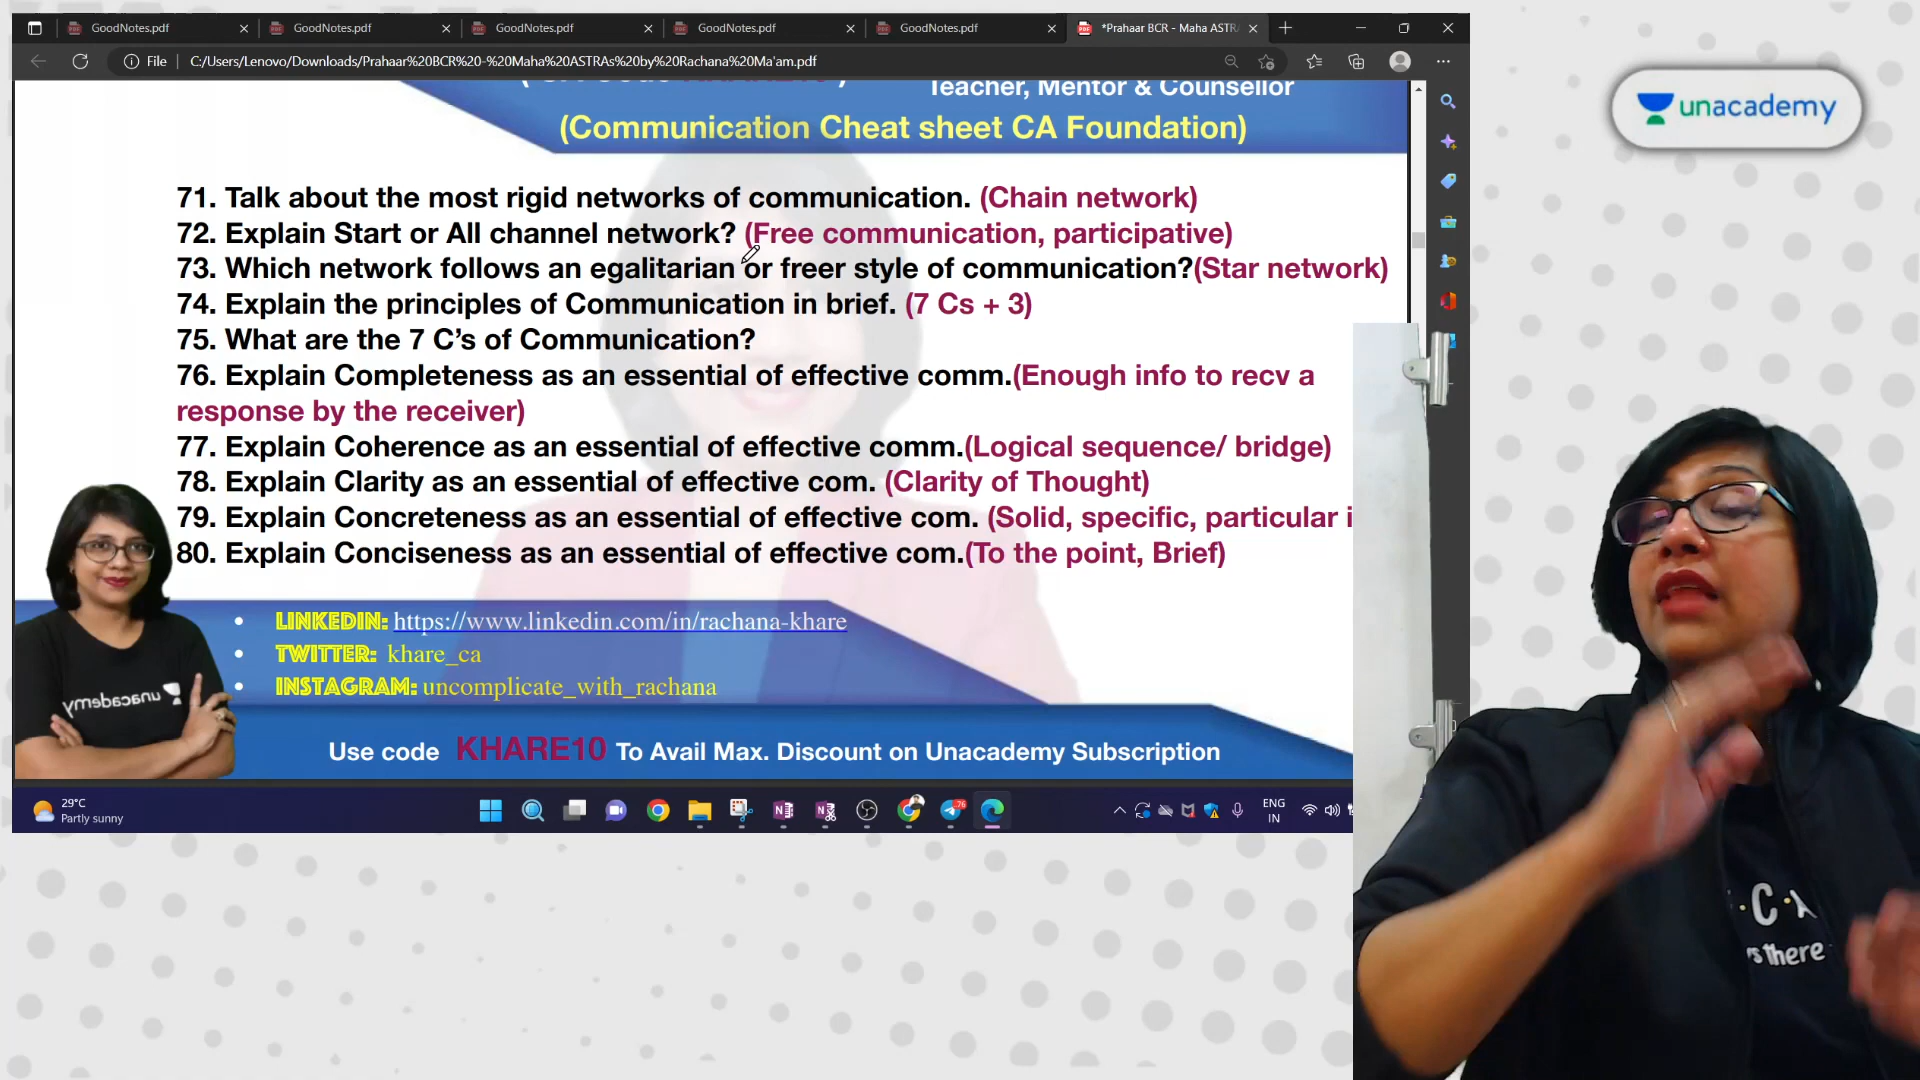 GoodNotes.pdf
GoodNotes.pdf
GoodNotes.pdf
GoodNotes.pdf
GoodNotes.pdf
*Prahaar BCR - Maha ASTR
File
C:/Users/Lenovo/Downloads/Prahaar%20BCR%20-%20Maha%20ASTRAs%20by%20Rachana%20Ma'am.pdf
unacademy
Teacher, Mentor & Counsellor
(Communication Cheat sheet CA Foundation)
71. Talk about the most rigid networks of communication. (Chain network)
72. Explain Start or All channel network? (Free communication, participative)
73. Which network follows an egalitarian or freer style of communication?(Star network)
74. Explain the principles of Communication in brief. (7 Cs + 3)
75. What are the 7 C's of Communication?
76. Explain Completeness as an essential of effective comm.(Enough info to recv a
response by the receiver)
77. Explain Coherence as an essential of effective comm.(Logical sequence/ bridge)
78. Explain Clarity as an essential of effective com. (Clarity of Thought)
79. Explain Concreteness as an essential of effective com. (Solid, specific, particular i
80. Explain Conciseness as an essential of effective com.(To the point, Brief)
unacademy
• LINKEDIN: https://www.linkedin.com/in/rachana-khare
• TWITTER: khare_ca
• INSTAGRAM: uncomplicate_with_rachana
Use code KHARE10 To Avail Max. Discount on Unacademy Subscription
29°C
Partly sunny
76
ENG
IN
·C·A
there